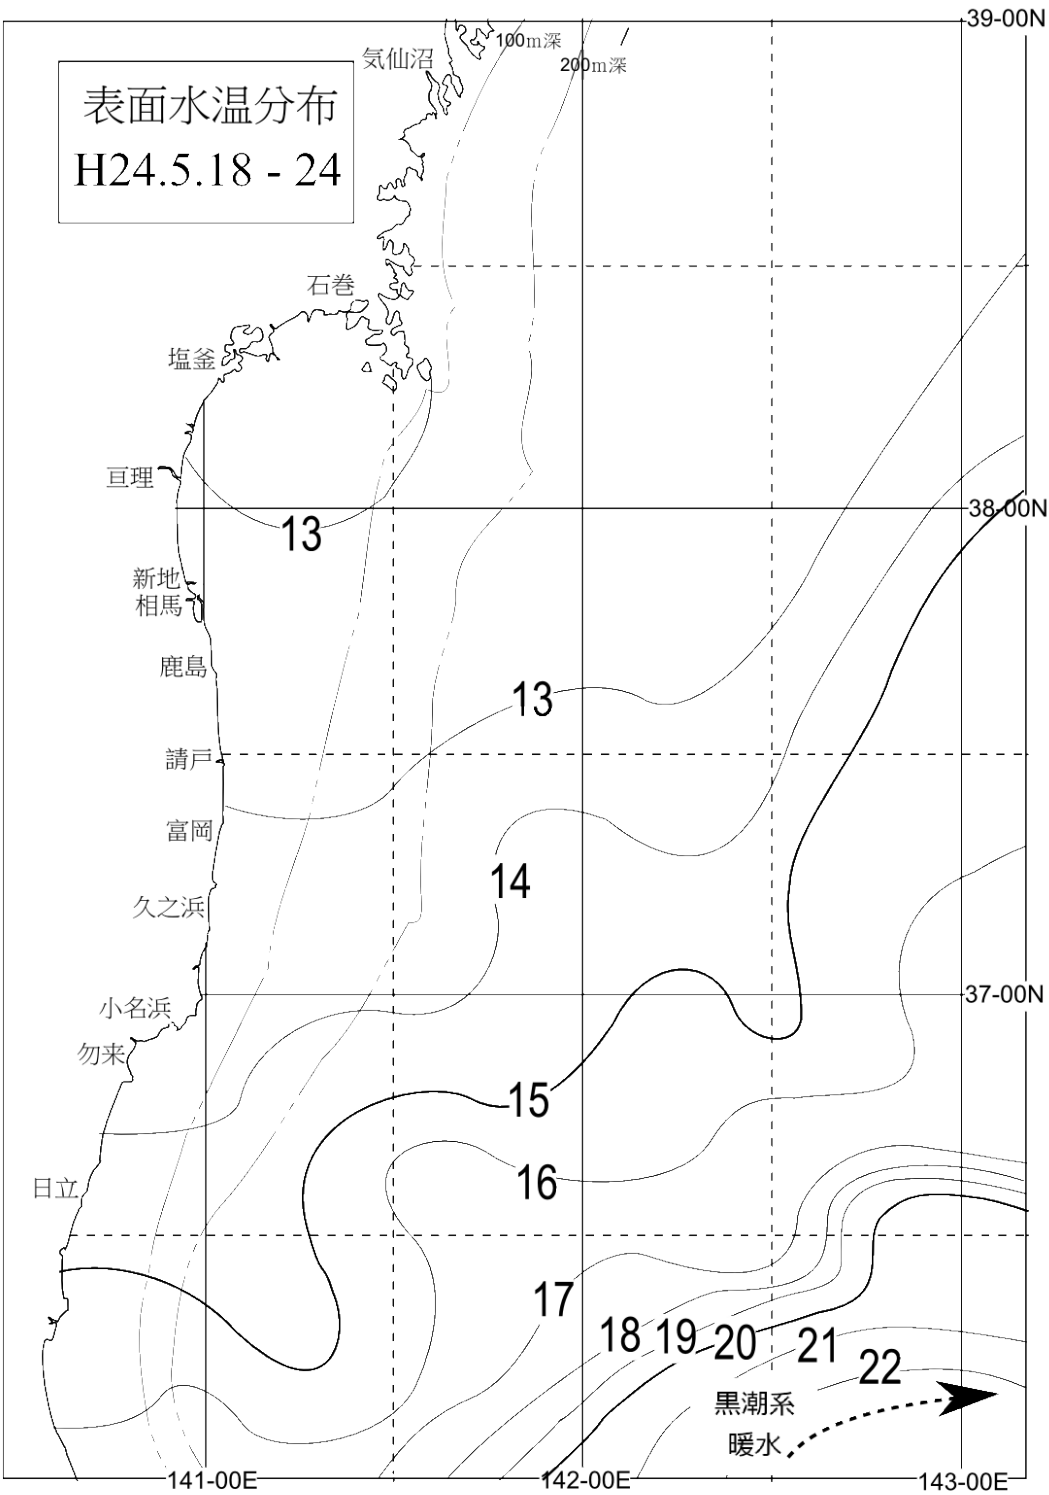 39-00N
100m深
気仙沼
200m深
表面水温分布
H24.5.18 - 24
石巻
塩釜
亘理
38-00N
13
新地
相馬
鹿島
13
請戸
富岡
14
久之浜
37-00N
小名浜
勿来
15
16
日立
17
18
19
20
21
22
黒潮系
暖水
141-00E
142-00E
143-00E